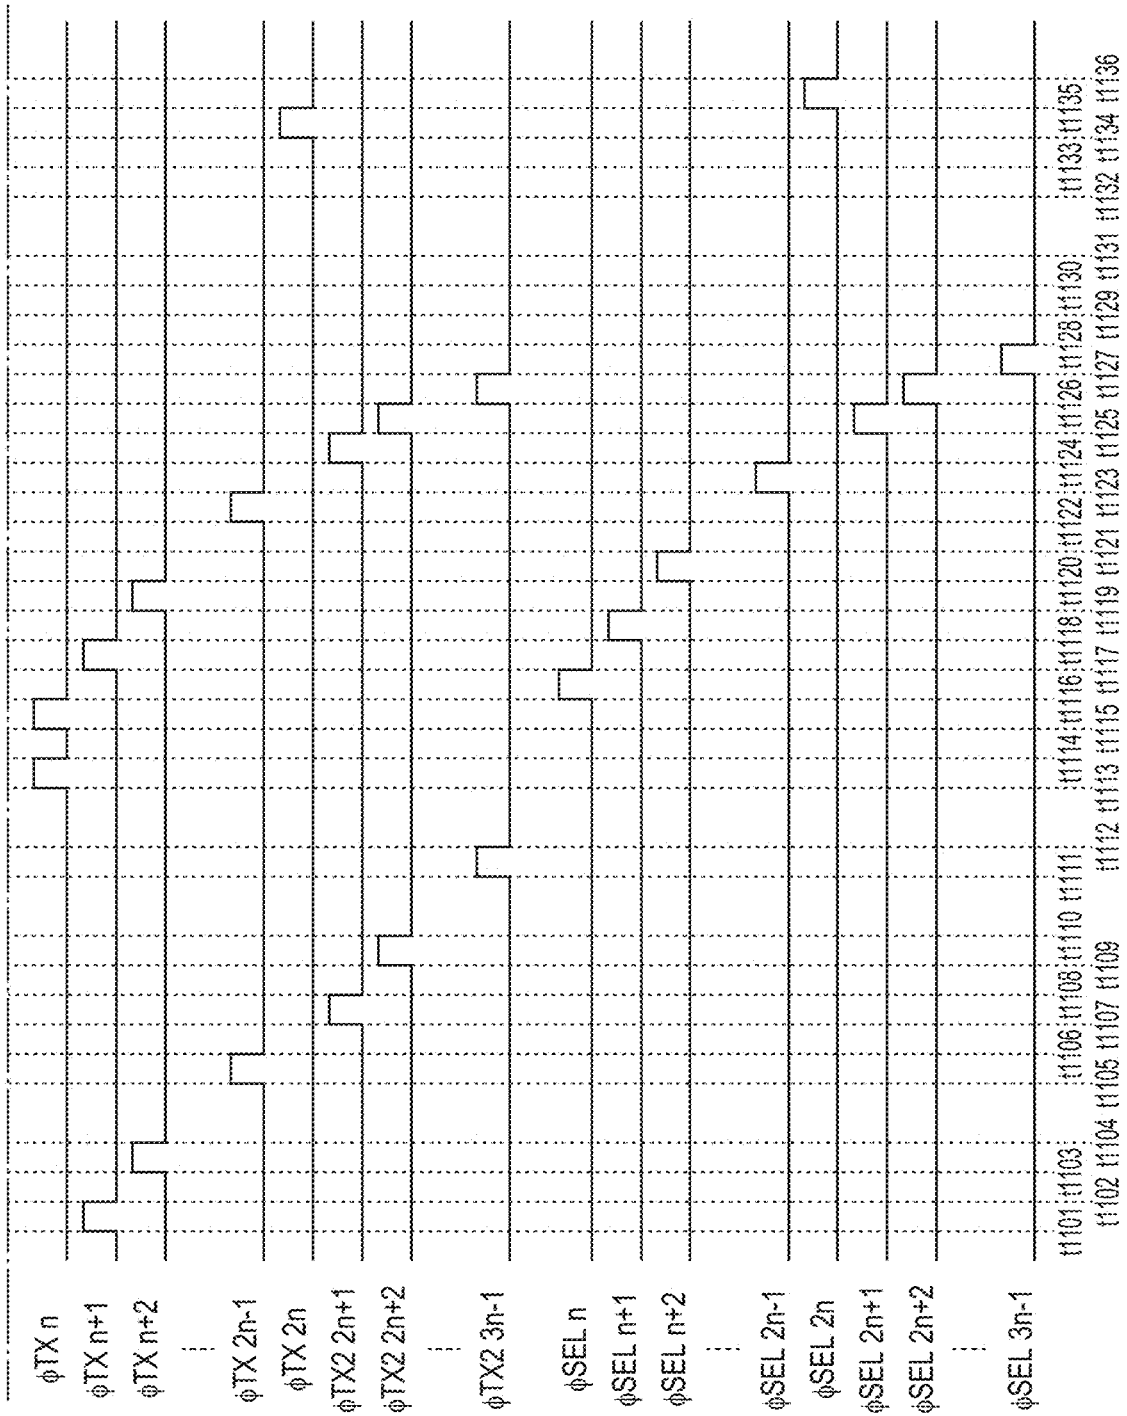 φTX n
φTX n+1
φTX n+2
φTX 2n-1
φTX 2n
φTX2 2n+1
φTX2 2n+2
φTX2 3n-1
φSEL n
φSEL n+1
φSEL n+2
φSEL 2n-1
φSEL 2n
φSEL 2n+1
φSEL 2n+2
φSEL 3n-1
t1101 t1103 t1106 t1108 t1110 t1111 t1114 t1116 t1118 t1120 t1122 t1124 t1126 t1128 t1130 t1133 t1135
t1102 t1104 t1105 t1107 t1109 t1112 t1113 t1115 t1117 t1119 t1121 t1123 t1125 t1127 t1129 t1131 t1132 t1134 t1136